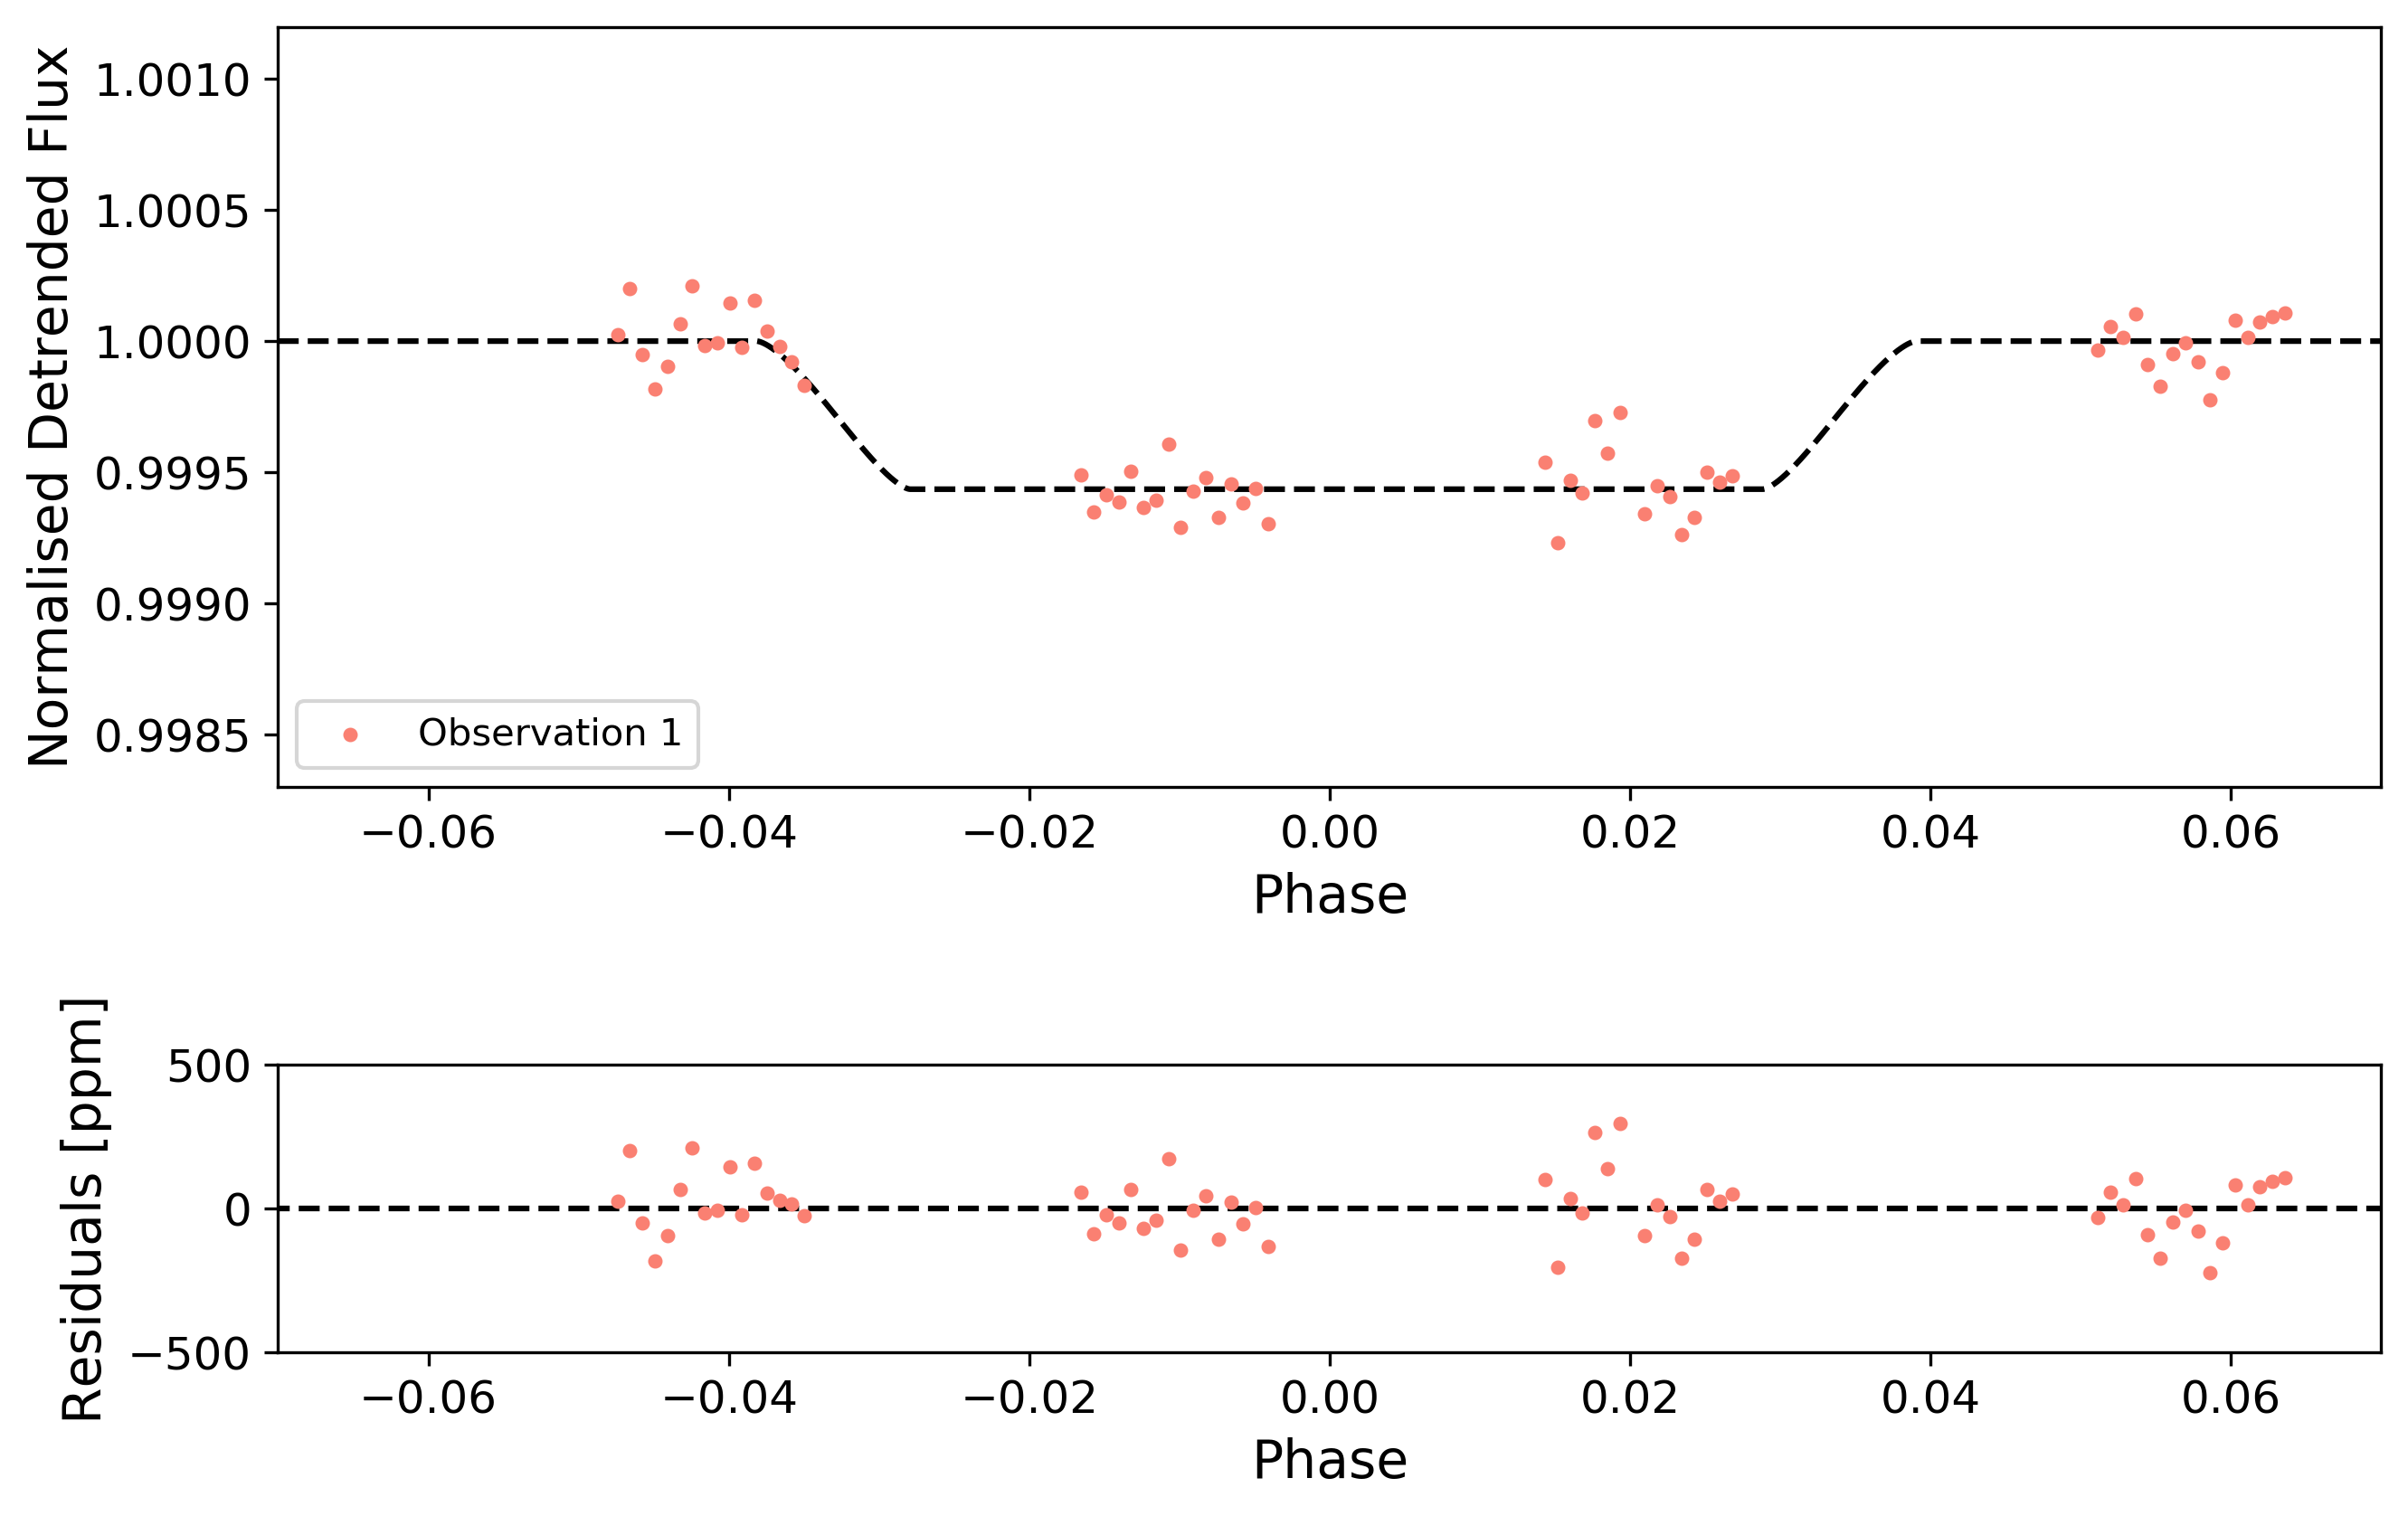 Normalised Detrended Flux
1.0010
1.0005
1.0000
0.9995
0.9990
0.9985
Observation 1
−0.06 −0.04 −0.02 0.00 0.02 0.04 0.06
Phase
Residuals [ppm]
500
0
−500
−0.06 −0.04 −0.02 0.00 0.02 0.04 0.06
Phase